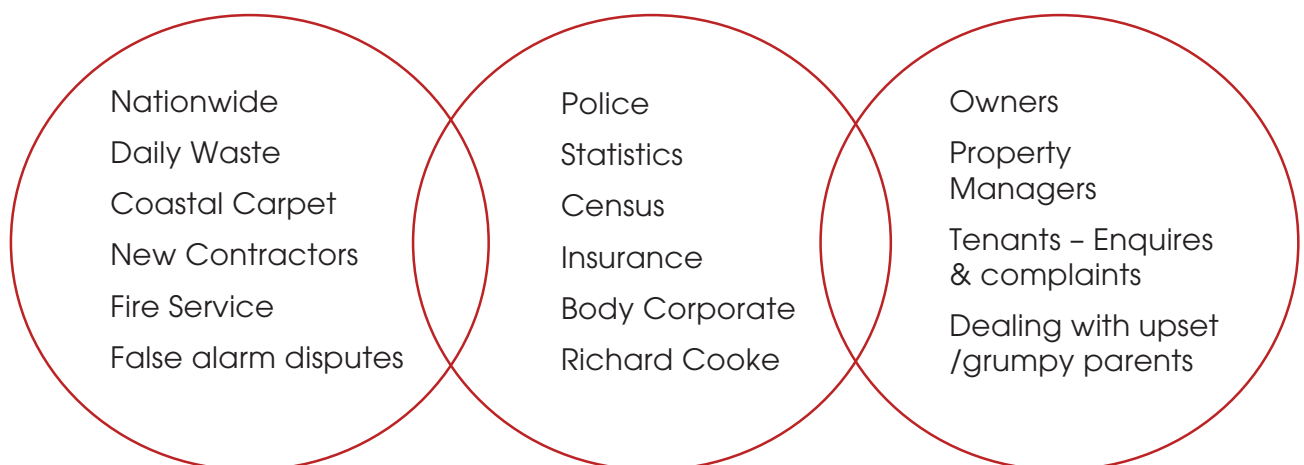 Nationwide
Daily Waste
Coastal Carpet
New Contractors
Fire Service
False alarm disputes
Police
Statistics
Census
Insurance
Body Corporate
Richard Cooke
Owners
Property
Managers
Tenants – Enquires
& complaints
Dealing with upset
/grumpy parents